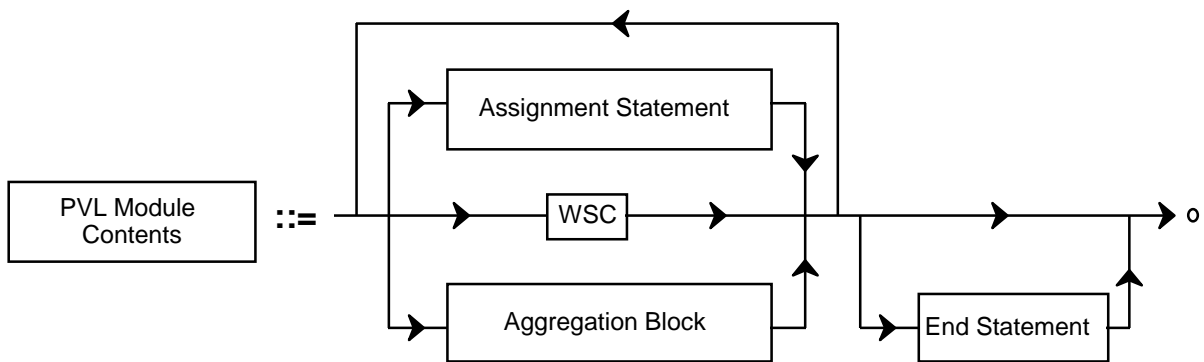 Assignment Statement
PVL Module
Contents
::=
WSC
o
Aggregation Block
End Statement